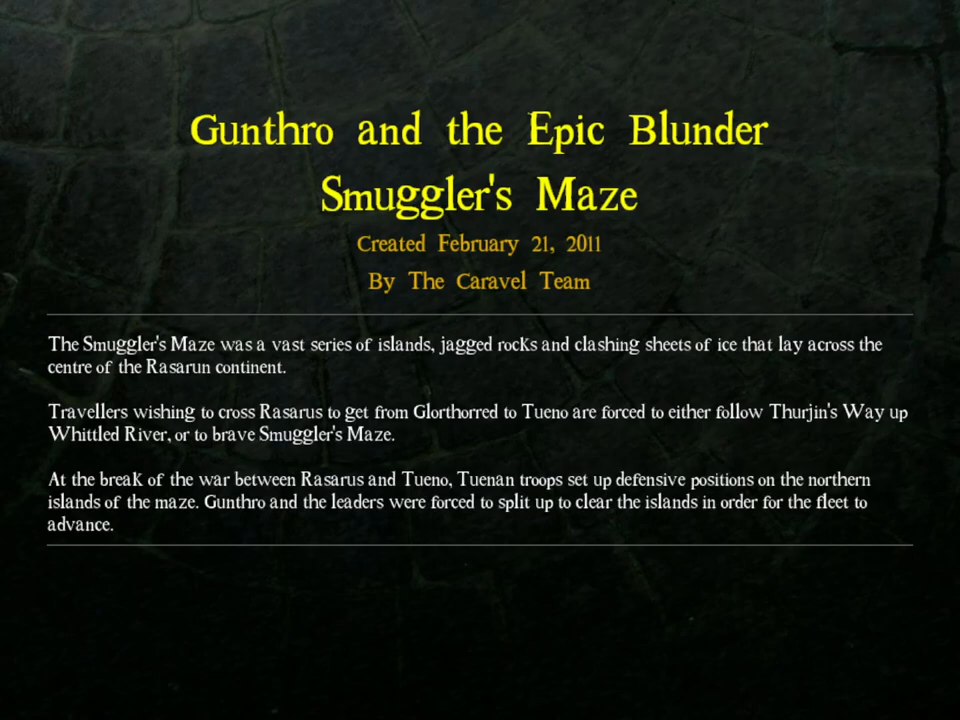 Gunthro and the Epic Blunder
Smuggler's Maze
Created February 21, 2011
By The Caravel Team
The Smuggler's Maze was a vast series of islands, jagged rocks and clashing sheets of ice that lay across the
centre of the Rasarun continent.
Travellers wishing to cross Rasarus to get from Glorthorred to Tueno are forced to either follow Thurjin's Way up
Whittled River, or to brave Smuggler's Maze.
At the break of the war between Rasarus and Tueno, Tuenan troops set up defensive positions on the northern
islands of the maze. Gunthro and the leaders were forced to split up to clear the islands in order for the fleet to
advance.